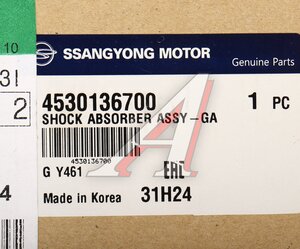 SSANGYONG MOTOR
Genuine Parts
10
31
2
4
4530136700
1 PC
SHOCK ABSORBER ASSY-GA
4530136700
G Y461
EAC
Made in Korea
31H24